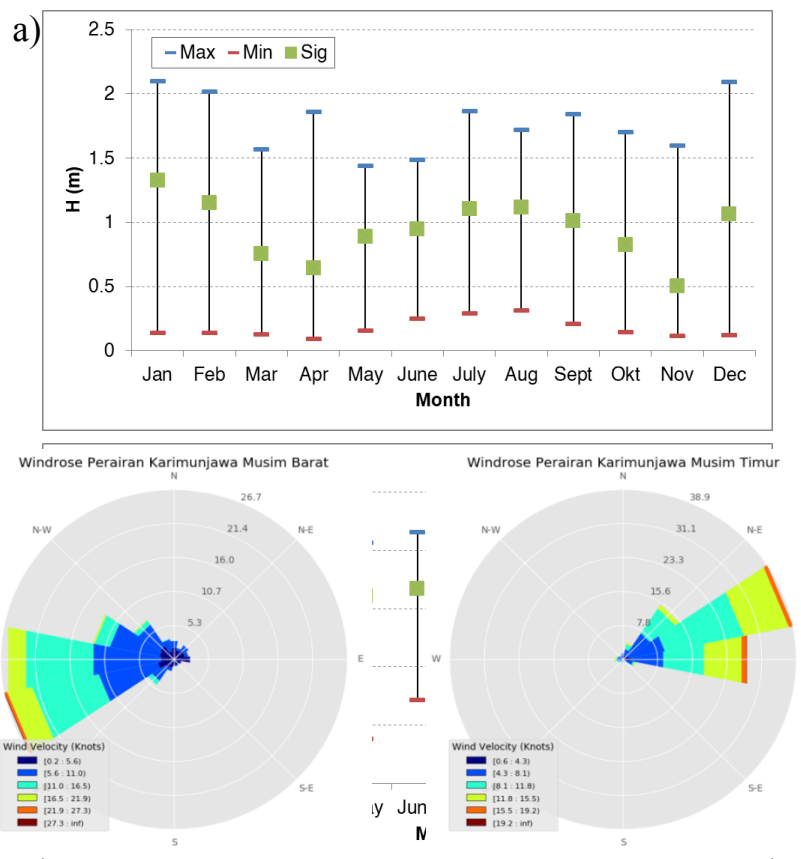 a)
2.5
Max Min Sig
2
1.5
1
0.5
0
H (m)
Jan Feb Mar Apr May June July Aug Sept Okt Nov Dec
Month
Windrose Perairan Karimunjawa Musim Barat
N
26.7
N-W
21.4
N-E
16.0
10.7
5.3
E
S-E
S
Wind Velocity (Knots)
[0.2 : 5.6)
[5.6 : 11.0)
[11.0 : 16.5)
[16.5 : 21.9)
[21.9 : 27.3)
[27.3 : inf)
ay Jun
M
Windrose Perairan Karimunjawa Musim Timur
N
38.9
N-W
31.1
N-E
23.3
15.6
7.8
W
S-E
S
Wind Velocity (Knots)
[0.6 : 4.3)
[4.3 : 8.1)
[8.1 : 11.8)
[11.8 : 15.5)
[15.5 : 19.2)
[19.2 : inf)